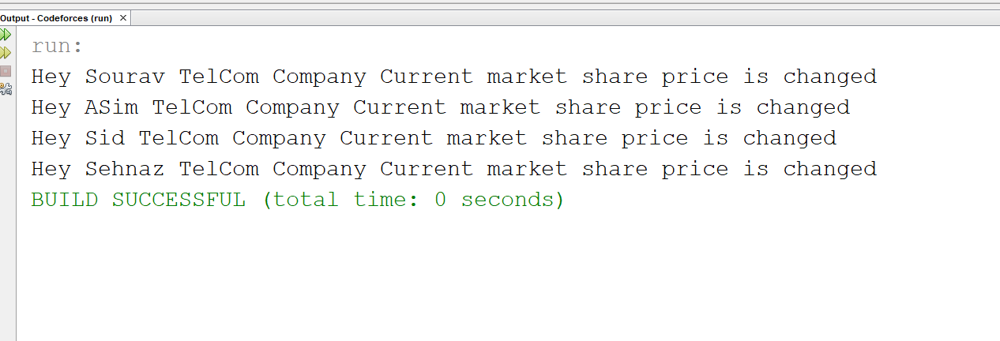 Output - Codeforces (run) ×
run:
Hey Sourav TelCom Company Current market share price is changed
Hey ASim TelCom Company Current market share price is changed
Hey Sid TelCom Company Current market share price is changed
Hey Sehnaz TelCom Company Current market share price is changed
BUILD SUCCESSFUL (total time: 0 seconds)